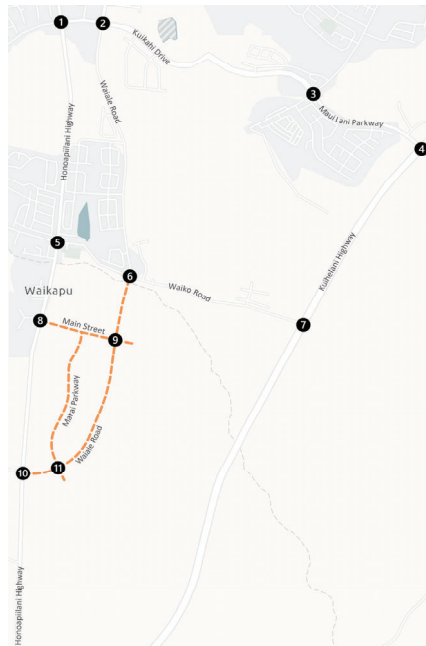 1
2
Kuikahi Drive
Waiale Road
3
Maui Lani Parkway
4
Honoapiilani Highway
5
6
Waikapu
Waiko Road
Kuihelani Highway
7
8
Main Street
9
Marai Parkway
Waiale Road
10
11
Honoapiilani Highway